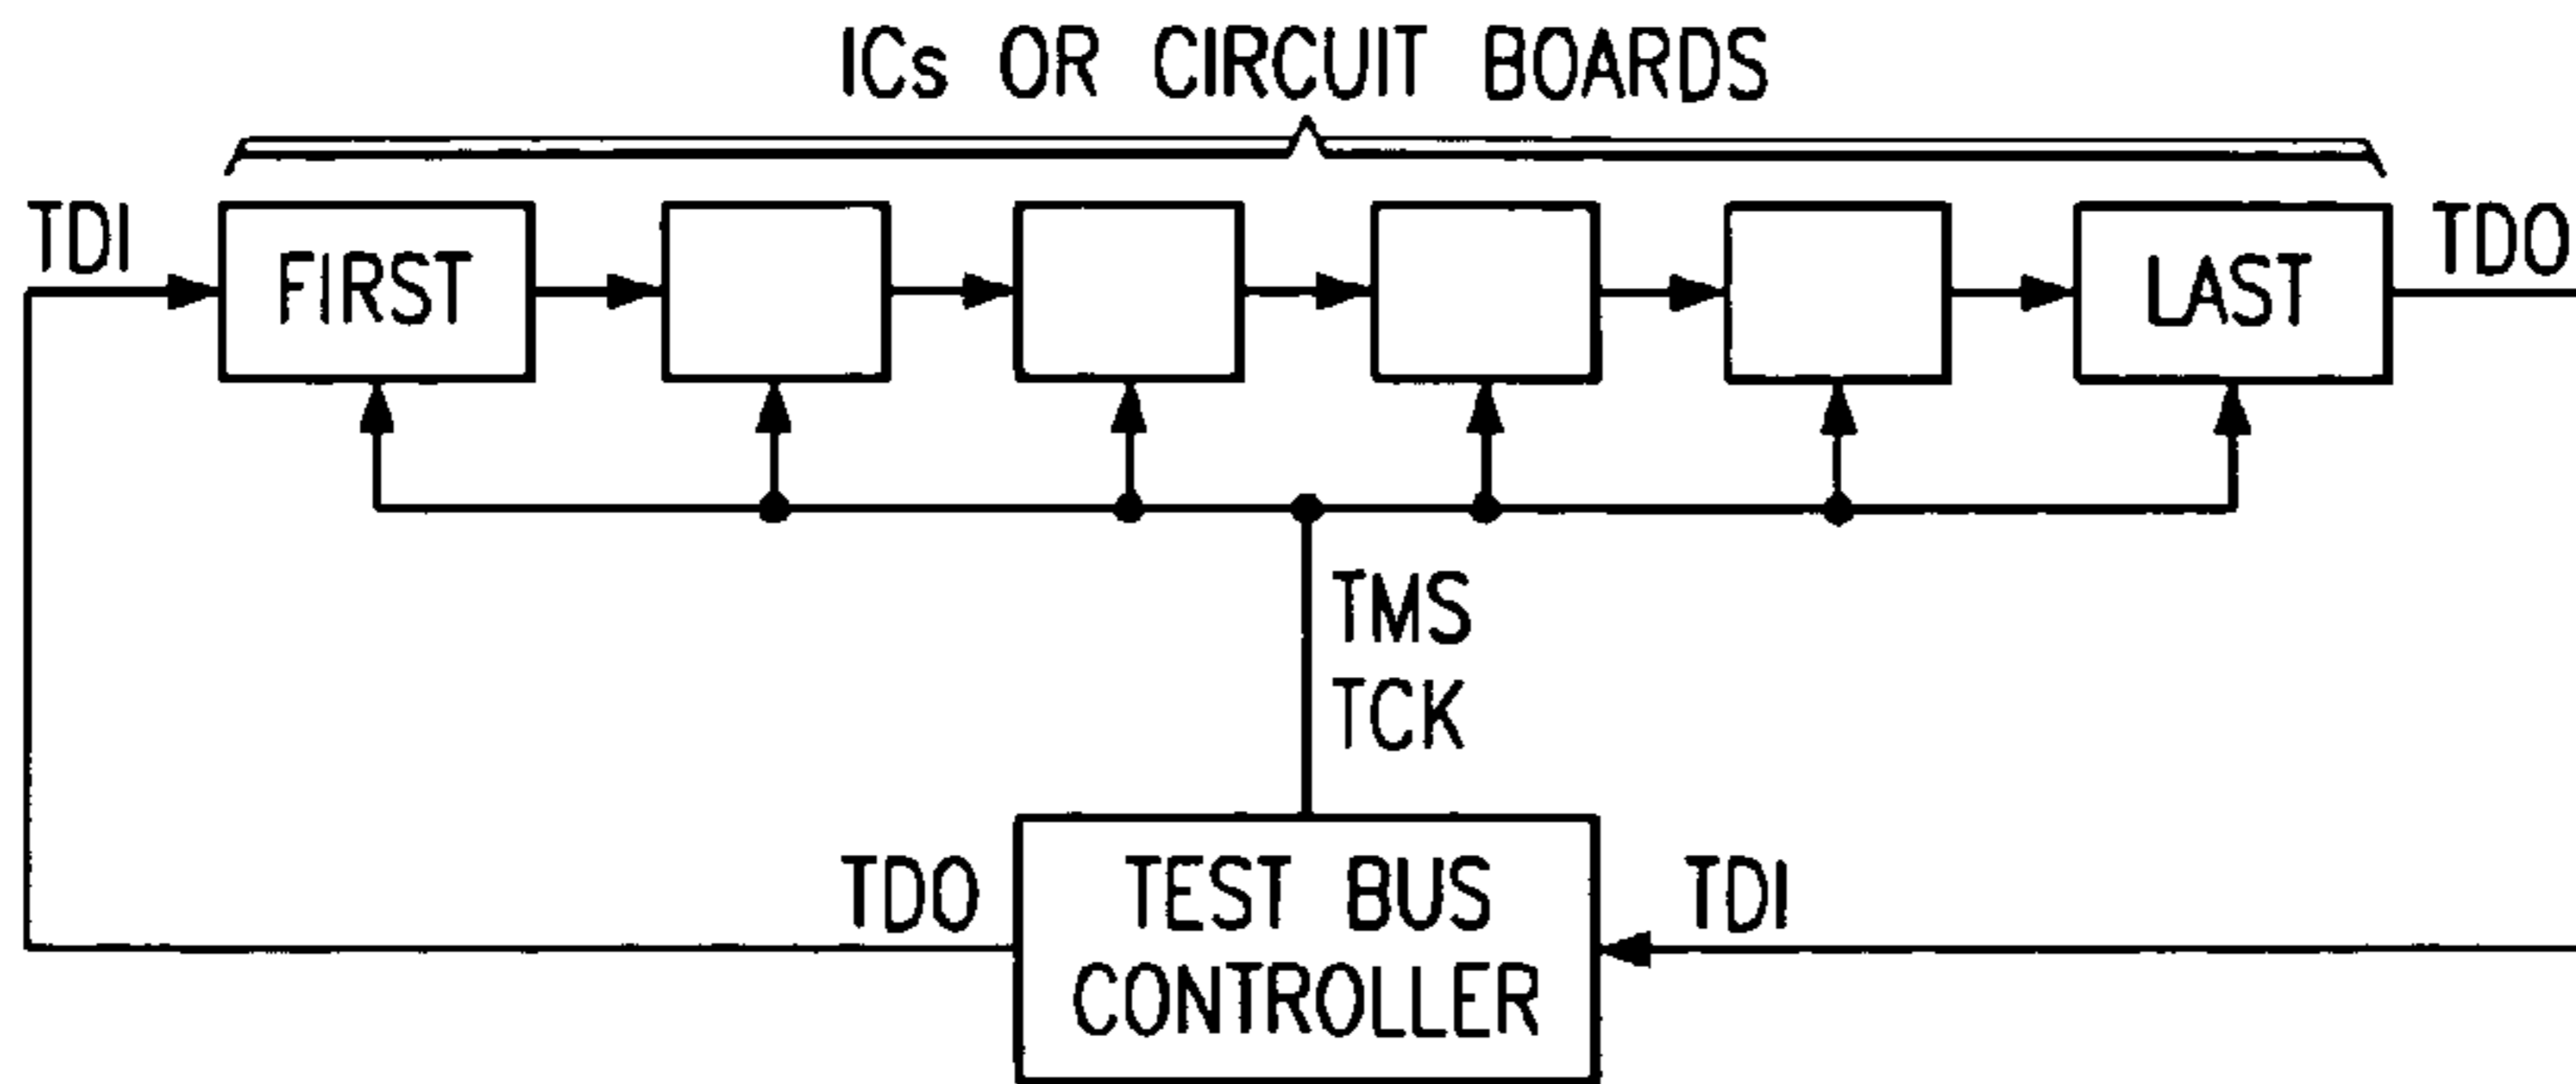 ICs OR CIRCUIT BOARDS
TDI
FIRST
LAST
TDO
TMS
TCK
TDO
TEST BUS
CONTROLLER
TDI